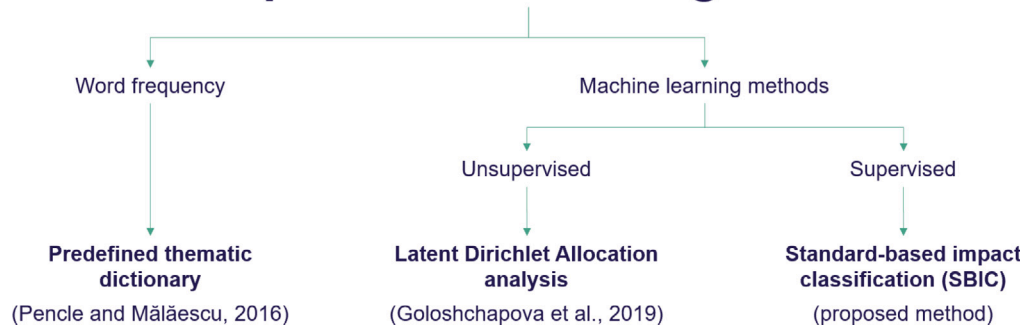 Word frequency
Machine learning methods
Unsupervised
Supervised
Predefined thematic
dictionary
(Pencle and Mălăescu, 2016)
Latent Dirichlet Allocation
analysis
(Goloshchapova et al., 2019)
Standard-based impact
classification (SBIC)
(proposed method)